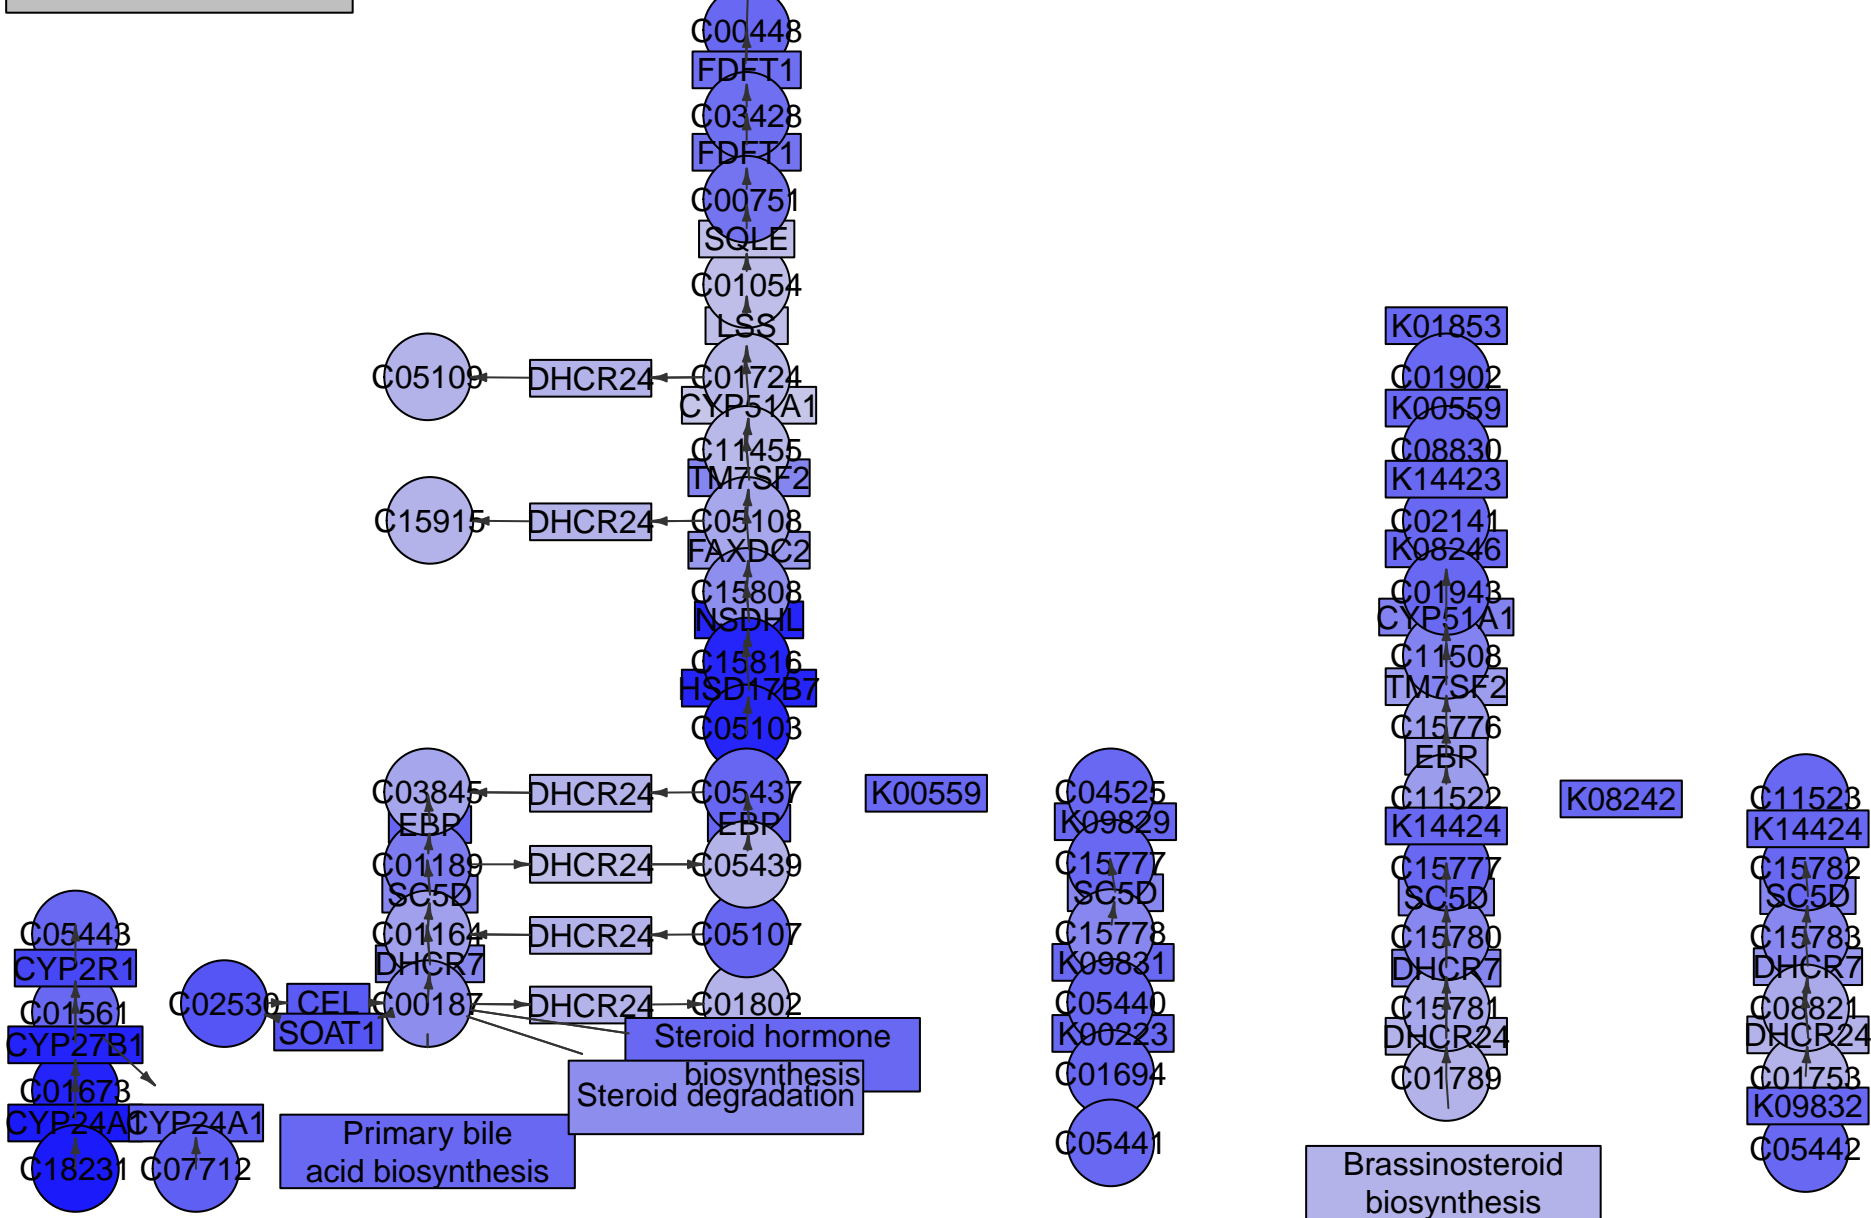 C00448
FDFT1
C03428
FDFT1
C00751
SQLE
C01054
LSS
C05109
DHCR24
C01724
CYP51A1
C11455
TM7SF2
C15915
DHCR24
C05108
FAXDC2
C15808
NSDHL
C15816
HSD17B7
C05103
C03845
DHCR24
C05437
EBP
EBP
C01189
DHCR24
C05439
SC5D
C01164
DHCR24
C05107
DHCR7
C02530
CEL
SOAT1
C00187
DHCR24
C01802
C05443
CYP2R1
C01561
CYP27B1
C01673
CYP24A1
CYP24A1
C18231
C07712
Steroid hormone
biosynthesis
Steroid degradation
Primary bile
acid biosynthesis
K00559
C04525
K09829
C15777
SC5D
C15778
K09831
C05440
K00223
C01694
C05441
K01853
C01902
K00559
C08830
K14423
C02141
K08246
C01943
CYP51A1
C11508
TM7SF2
C15776
EBP
C11522
K14424
C15777
SC5D
C15780
DHCR7
C15781
DHCR24
C01789
Brassinosteroid
biosynthesis
K08242
C11523
K14424
C15782
SC5D
C15783
DHCR7
C08821
DHCR24
C01753
K09832
C05442